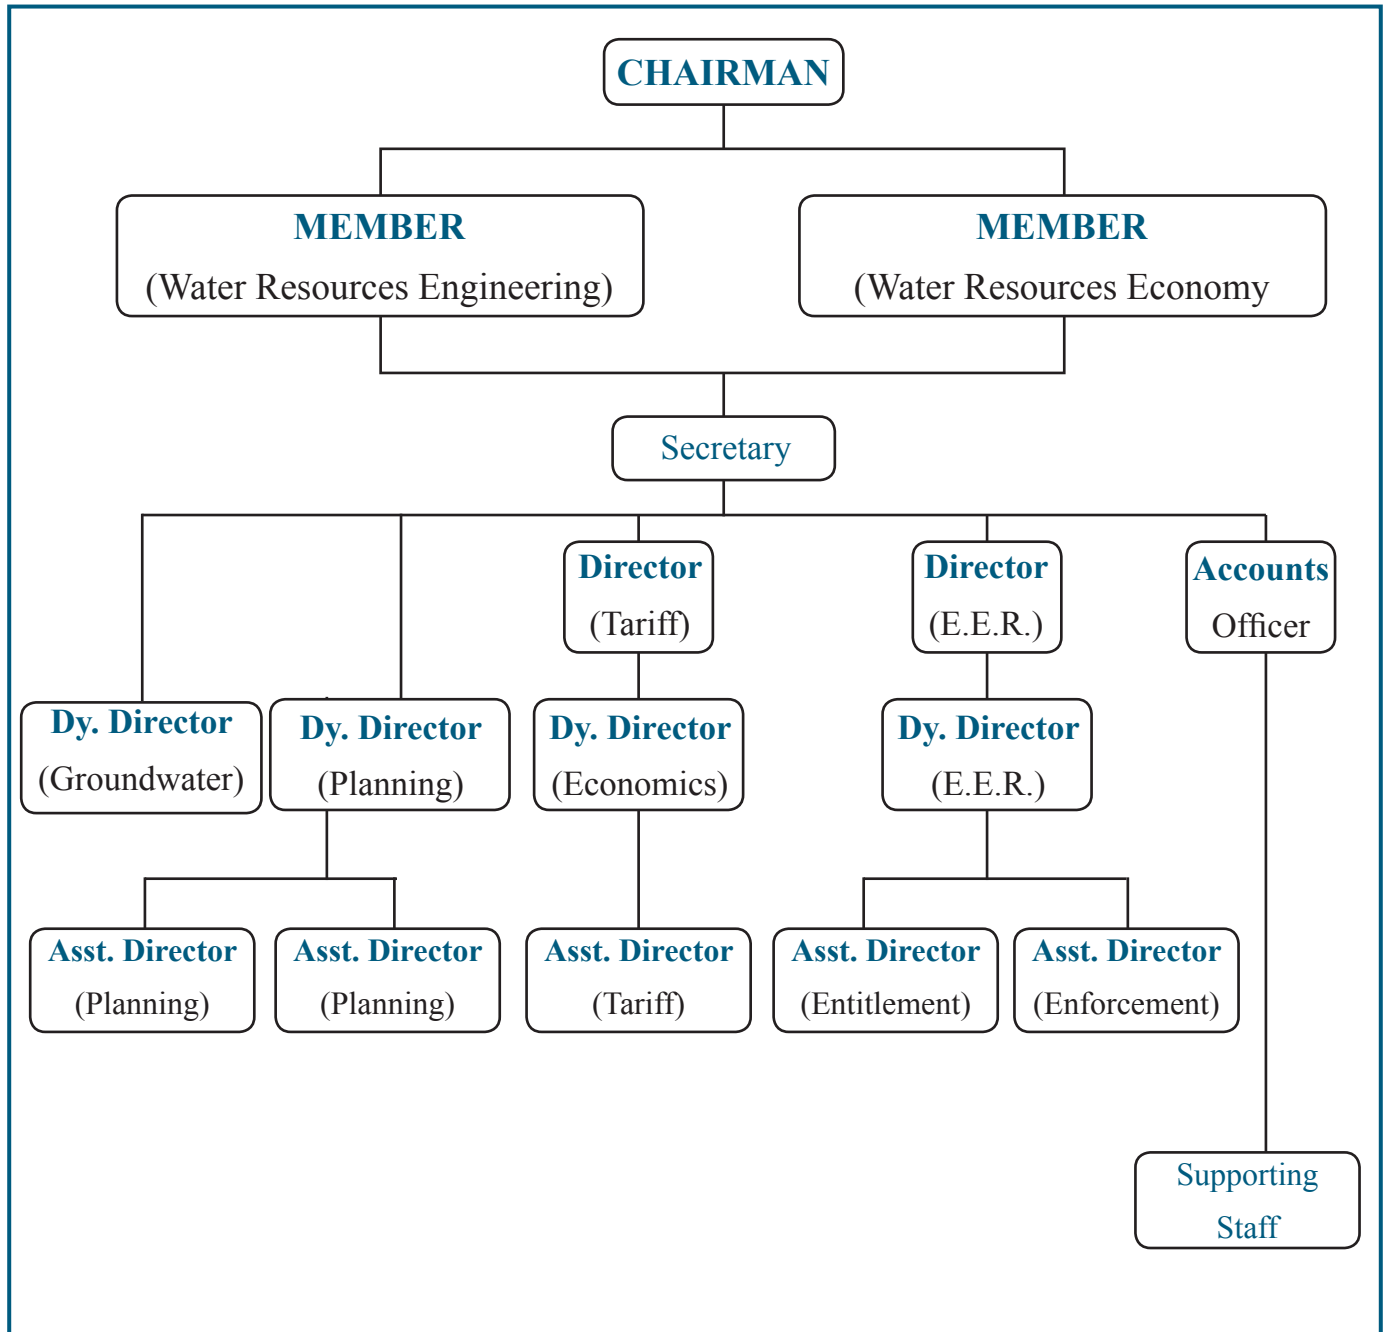 CHAIRMAN
MEMBER
(Water Resources Engineering)
MEMBER
(Water Resources Economy
Secretary
Director
(Tariff)
Director
(E.E.R.)
Accounts
Officer
Dy. Director
(Groundwater)
Dy. Director
(Planning)
Dy. Director
(Economics)
Dy. Director
(E.E.R.)
Asst. Director
(Planning)
Asst. Director
(Planning)
Asst. Director
(Tariff)
Asst. Director
(Entitlement)
Asst. Director
(Enforcement)
Supporting
Staff